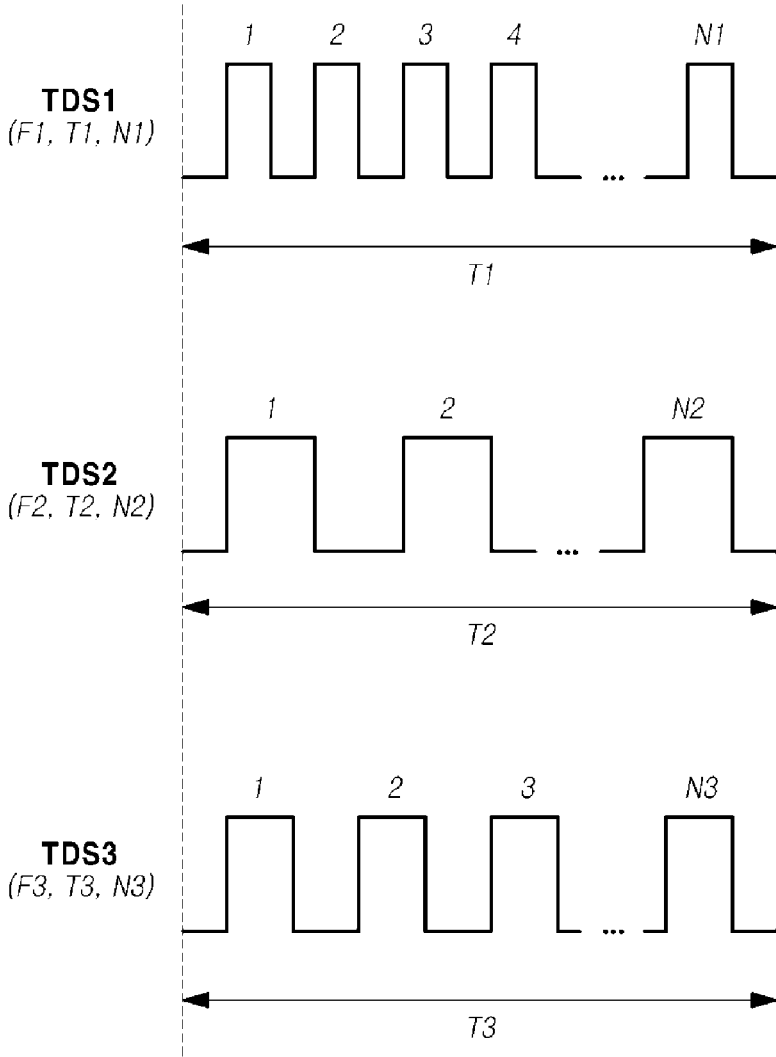 1 2 3 4 N1
TDS1
(F1, T1, N1)
...
T1
1 2 N2
TDS2
(F2, T2, N2)
...
T2
1 2 3 N3
TDS3
(F3, T3, N3)
...
T3